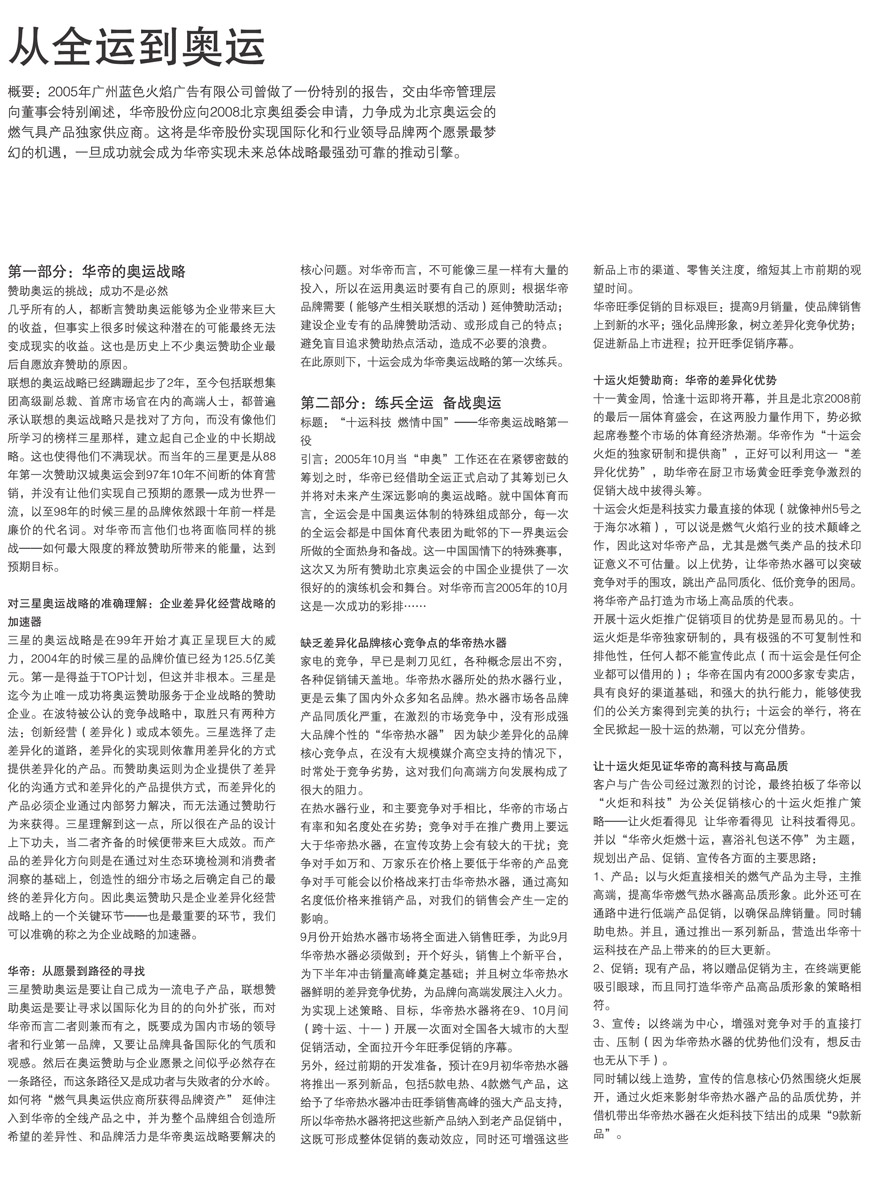 从全运到奥运
概要：2005年广州蓝色火焰广告有限公司曾做了一份特别的报告，交由华帝管理层
向董事会特别阐述，华帝股份应向2008北京奥组委会申请，力争成为北京奥运会的
燃气具产品独家供应商。这将是华帝股份实现国际化和行业领导品牌两个愿景最梦
幻的机遇，一旦成功就会成为华帝实现未来总体战略最强劲可靠的推动引擎。
第一部分：华帝的奥运战略
赞助奥运的挑战：成功不是必然
几乎所有的人，都断言赞助奥运能够为企业带来巨大
的收益，但事实上很多时候这种潜在的可能最终无法
变成现实的收益。这也是历史上不少奥运赞助企业最
后自愿放弃赞助的原因。
联想的奥运战略已经蹒跚起步了2年，至今包括联想集
团高级副总裁、首席市场官在内的高端人士，都普遍
承认联想的奥运战略只是找对了方向，而没有像他们
所学习的榜样三星那样，建立起自己企业的中长期战
略。这也使得他们不满现状。而当年的三星更是从88
年第一次赞助汉城奥运会到97年10年不间断的体育营
销，并没有让他们实现自己预期的愿景—成为世界一
流，以至98年的时候三星的品牌依然跟十年前一样是
廉价的代名词。对华帝而言他们也将面临同样的挑
战——如何最大限度的释放赞助所带来的能量，达到
预期目标。
对三星奥运战略的准确理解：企业差异化经营战略的
加速器
三星的奥运战略是在99年开始才真正呈现巨大的威
力，2004年的时候三星的品牌价值已经为125.5亿美
元。第一是得益于TOP计划，但这并非根本。三星是
迄今为止唯一成功将奥运赞助服务于企业战略的赞助
企业。在波特被公认的竞争战略中，取胜只有两种方
法：创新经营（差异化）或成本领先。三星选择了走
差异化的道路，差异化的实现则依靠用差异化的方式
提供差异化的产品。而赞助奥运则为企业提供了差异
化的沟通方式和差异化的产品提供方式，而差异化的
产品必须企业通过内部努力解决，而无法通过赞助行
为来获得。三星理解到这一点，所以很在产品的设计
上下功夫，当二者齐备的时候便带来巨大成效。而产
品的差异化方向则是在通过对生态环境检测和消费者
洞察的基础上，创造性的细分市场之后确定自己的最
终的差异化方向。因此奥运赞助只是企业差异化经营
战略上的一个关键环节——也是最重要的环节，我们
可以准确的称之为企业战略的加速器。
华帝：从愿景到路径的寻找
三星赞助奥运是要让自己成为一流电子产品，联想赞
助奥运是要让寻求以国际化为目的的向外扩张，而对
华帝而言二者则兼而有之，既要成为国内市场的领导
者和行业第一品牌，又要让品牌具备国际化的气质和
观感。然后在奥运赞助与企业愿景之间似乎必然存在
一条路径，而这条路径又是成功者与失败者的分水岭。
如何将“燃气具奥运供应商所获得品牌资产” 延伸注
入到华帝的全线产品之中，并为整个品牌组合创造所
希望的差异性、和品牌活力是华帝奥运战略要解决的
核心问题。对华帝而言，不可能像三星一样有大量的
投入，所以在运用奥运时要有自己的原则：根据华帝
品牌需要（能够产生相关联想的活动）延伸赞助活动；
建设企业专有的品牌赞助活动、或形成自己的特点；
避免盲目追求赞助热点活动，造成不必要的浪费。
在此原则下，十运会成为华帝奥运战略的第一次练兵。
第二部分：练兵全运 备战奥运
标题：“十运科技 燃情中国”——华帝奥运战略第一
役
引言：2005年10月当“申奥”工作还在在紧锣密鼓的
筹划之时，华帝已经借助全运正式启动了其筹划已久
并将对未来产生深远影响的奥运战略。就中国体育而
言，全运会是中国奥运体制的特殊组成部分，每一次
的全运会都是中国体育代表团为毗邻的下一界奥运会
所做的全面热身和备战。这一中国国情下的特殊赛事，
这次又为所有赞助北京奥运会的中国企业提供了一次
很好的的演练机会和舞台。对华帝而言2005年的10月
这是一次成功的彩排……
缺乏差异化品牌核心竞争点的华帝热水器
家电的竞争，早已是刺刀见红，各种概念层出不穷，
各种促销铺天盖地。华帝热水器所处的热水器行业，
更是云集了国内外众多知名品牌。热水器市场各品牌
产品同质化严重，在激烈的市场竞争中，没有形成强
大品牌个性的“华帝热水器” 因为缺少差异化的品牌
核心竞争点，在没有大规模媒介高空支持的情况下，
时常处于竞争劣势，这对我们向高端方向发展构成了
很大的阻力。
在热水器行业，和主要竞争对手相比，华帝的市场占
有率和知名度处在劣势；竞争对手在推广费用上要远
大于华帝热水器，在宣传攻势上会有较大的干扰；竞
争对手如万和、万家乐在价格上要低于华帝的产品竞
争对手可能会以价格战来打击华帝热水器，通过高知
名度低价格来推销产品，对我们的销售会产生一定的
影响。
9月份开始热水器市场将全面进入销售旺季，为此9月
华帝热水器必须做到：开个好头，销售上个新平台，
为下半年冲击销量高峰奠定基础；并且树立华帝热水
器鲜明的差异竞争优势，为品牌向高端发展注入火力。
为实现上述策略、目标，华帝热水器将在9、10月间
（跨十运、十一）开展一次面对全国各大城市的大型
促销活动，全面拉开今年旺季促销的序幕。
另外，经过前期的开发准备，预计在9月初华帝热水器
将推出一系列新品，包括5款电热、4款燃气产品，这
给予了华帝热水器冲击旺季销售高峰的强大产品支持，
所以华帝热水器将把这些新产品纳入到老产品促销中，
这既可形成整体促销的轰动效应，同时还可增强这些
新品上市的渠道、零售关注度，缩短其上市前期的观
望时间。
华帝旺季促销的目标艰巨：提高9月销量，使品牌销售
上到新的水平；强化品牌形象，树立差异化竞争优势；
促进新品上市进程；拉开旺季促销序幕。
十运火炬赞助商：华帝的差异化优势
十一黄金周，恰逢十运即将开幕，并且是北京2008前
的最后一届体育盛会，在这两股力量作用下，势必掀
起席卷整个市场的体育经济热潮。华帝作为“十运会
火炬的独家研制和提供商”，正好可以利用这一“差
异化优势”，助华帝在厨卫市场黄金旺季竞争激烈的
促销大战中拔得头筹。
十运会火炬是科技实力最直接的体现（就像神州5号之
于海尔冰箱），可以说是燃气火焰行业的技术颠峰之
作，因此这对华帝产品，尤其是燃气类产品的技术印
证意义不可估量。以上优势，让华帝热水器可以突破
竞争对手的围攻，跳出产品同质化、低价竞争的困局。
将华帝产品打造为市场上高品质的代表。
开展十运火炬推广促销项目的优势是显而易见的。十
运火炬是华帝独家研制的，具有极强的不可复制性和
排他性，任何人都不能宣传此点（而十运会是任何企
业都可以借用的）；华帝在国内有2000多家专卖店，
具有良好的渠道基础，和强大的执行能力，能够使我
们的公关方案得到完美的执行；十运会的举行，将在
全民掀起一股十运的热潮，可以充分借势。
让十运火炬见证华帝的高科技与高品质
客户与广告公司经过激烈的讨论，最终拍板了华帝以
“火炬和科技”为公关促销核心的十运火炬推广策
略——让火炬看得见 让华帝看得见 让科技看得见。
并以“华帝火炬燃十运，喜浴礼包送不停”为主题，
规划出产品、促销、宣传各方面的主要思路：
1、产品：以与火炬直接相关的燃气产品为主导，主推
高端，提高华帝燃气热水器高品质形象。此外还可在
通路中进行低端产品促销，以确保品牌销量。同时辅
助电热。并且，通过推出一系列新品，营造出华帝十
运科技在产品上带来的的巨大更新。
2、促销：现有产品，将以赠品促销为主，在终端更能
吸引眼球，而且同打造华帝产品高品质形象的策略相
符。
3、宣传：以终端为中心，增强对竞争对手的直接打
击、压制（因为华帝热水器的优势他们没有，想反击
也无从下手）。
同时辅以线上造势，宣传的信息核心仍然围绕火炬展
开，通过火炬来影射华帝热水器产品的品质优势，并
借机带出华帝热水器在火炬科技下结出的成果“9款新
品”。